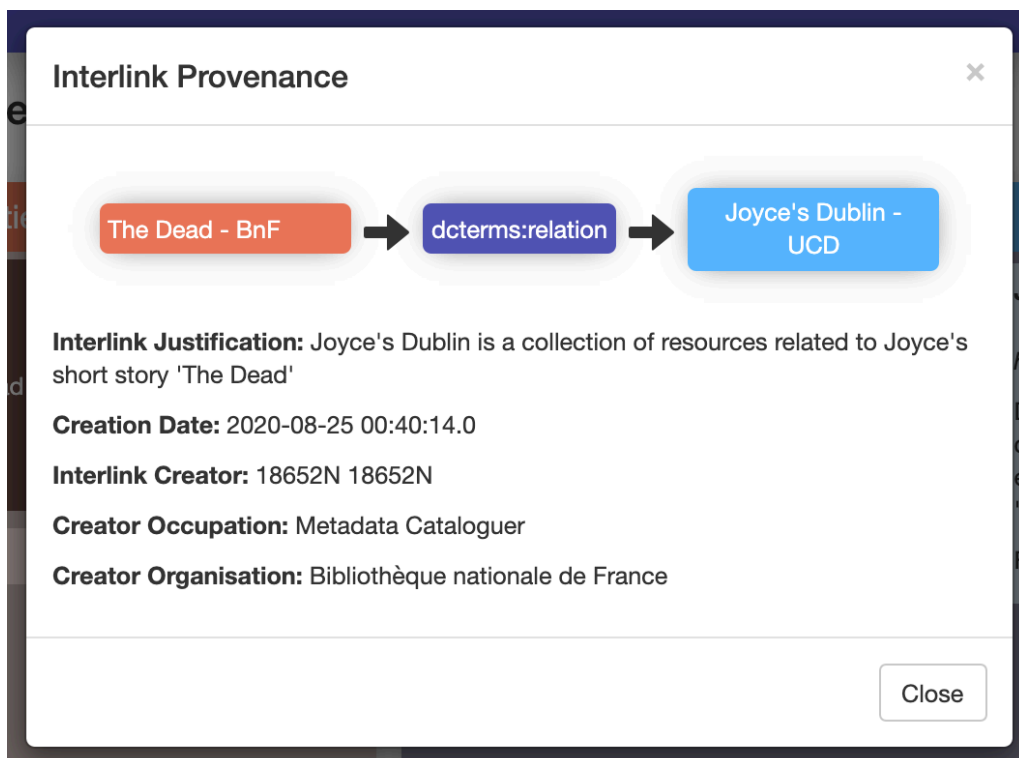 Interlink Provenance
×
The Dead - BnF
dcterms:relation
Joyce's Dublin -
UCD
Interlink Justification: Joyce's Dublin is a collection of resources related to Joyce's
short story 'The Dead'
Creation Date: 2020-08-25 00:40:14.0
Interlink Creator: 18652N 18652N
Creator Occupation: Metadata Cataloguer
Creator Organisation: Bibliothèque nationale de France
Close